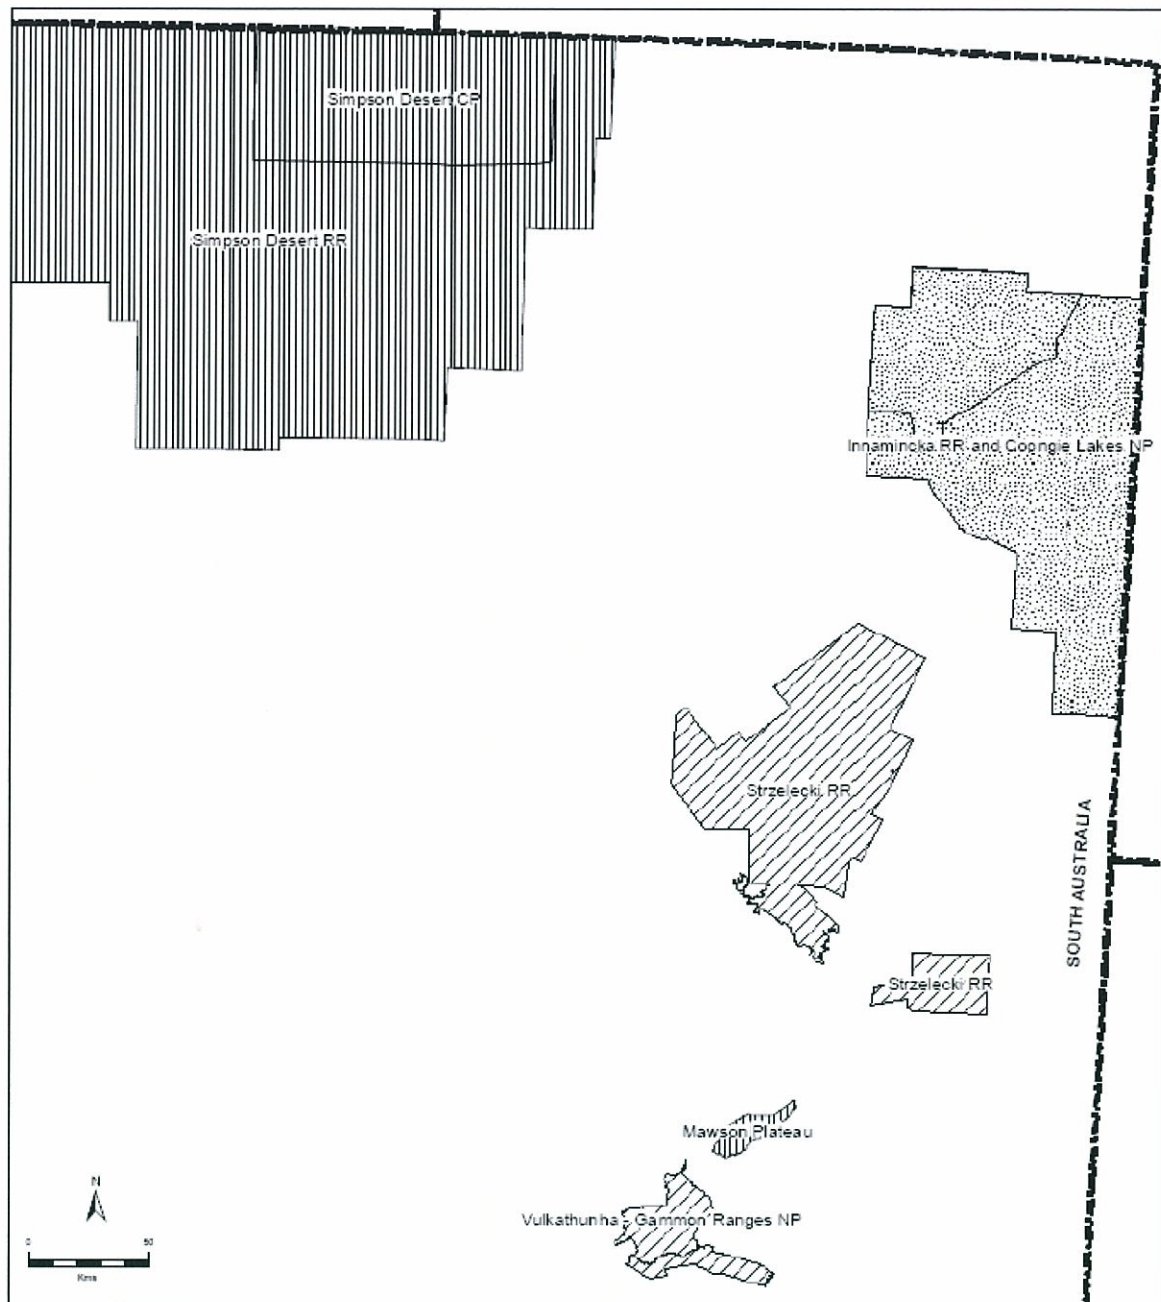 Simpson Desert CP
Simpson Desert RR
Innamincka RR and Coongie Lakes NP
Strzelecki RR
SOUTH AUSTRALIA
Strzelecki RR
Mawson Plateau
N
Vulkathunha - Gammon Ranges NP
0 50
Kms